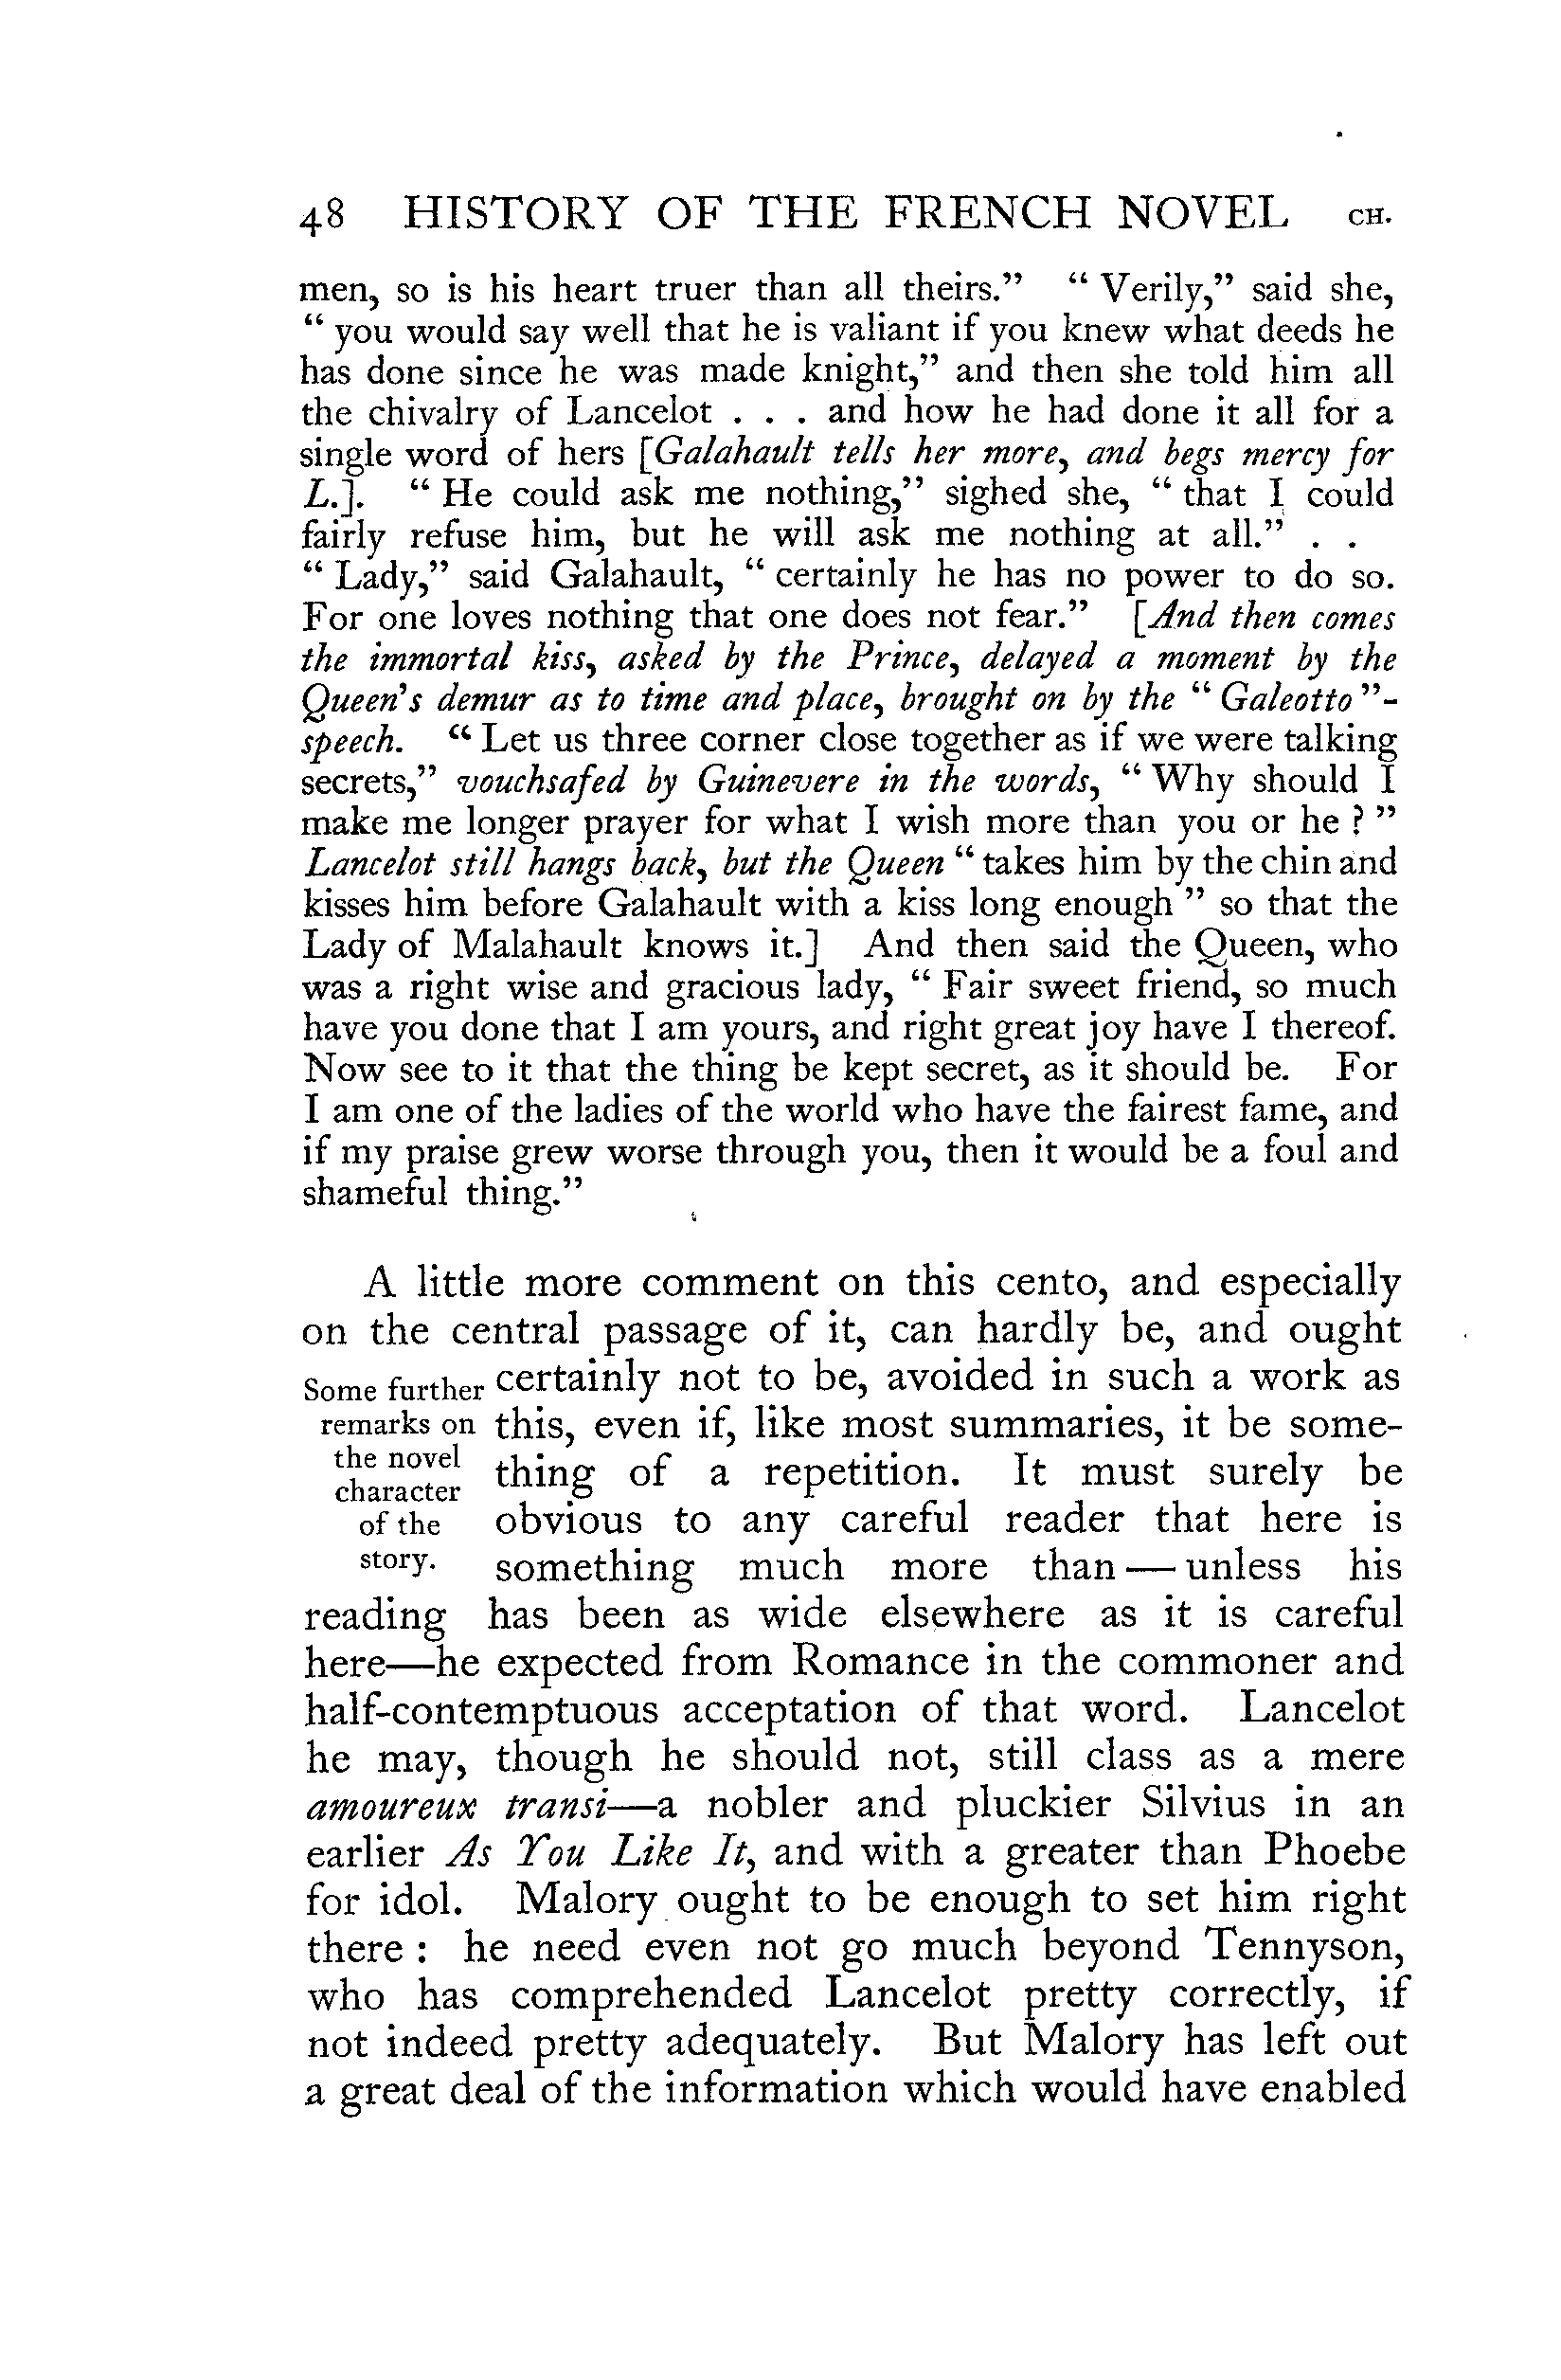 48 HISTORY OF THE FRENCH NOVEL CH.
men, so is his heart truer than all theirs.” “ Verily,” said she,
“ you would say well that he is valiant if you knew what deeds he
has done since he was made knight,” and then she told him all
the chivalry of Lancelot . . . and how he had done it all for a
single word of hers [Galahault tells her more, and begs mercy for
L.]. “ He could ask me nothing,” sighed she, “ that I could
fairly refuse him, but he will ask me nothing at all.” . .
“ Lady,” said Galahault, “ certainly he has no power to do so.
For one loves nothing that one does not fear.” [And then comes
the immortal kiss, asked by the Prince, delayed a moment by the
Queen's demur as to time and place, brought on by the “ Galeotto ”-
speech. “ Let us three corner close together as if we were talking
secrets,” vouchsafed by Guinevere in the words, “ Why should I
make me longer prayer for what I wish more than you or he ? ”
Lancelot still hangs back, but the Queen “ takes him by the chin and
kisses him before Galahault with a kiss long enough ” so that the
Lady of Malahault knows it.] And then said the Queen, who
was a right wise and gracious lady, “ Fair sweet friend, so much
have you done that I am yours, and right great joy have I thereof.
Now see to it that the thing be kept secret, as it should be. For
I am one of the ladies of the world who have the fairest fame, and
if my praise grew worse through you, then it would be a foul and
shameful thing.”
A little more comment on this cento, and especially
on the central passage of it, can hardly be, and ought
Some further
remarks on
the novel
character
of the
story.
certainly not to be, avoided in such a work as
this, even if, like most summaries, it be some-
thing of a repetition. It must surely be
obvious to any careful reader that here is
something much more than — unless his
reading has been as wide elsewhere as it is careful
here—he expected from Romance in the commoner and
half-contemptuous acceptation of that word. Lancelot
he may, though he should not, still class as a mere
amoureux transi—a nobler and pluckier Silvius in an
earlier As You Like It, and with a greater than Phoebe
for idol. Malory ought to be enough to set him right
there : he need even not go much beyond Tennyson,
who has comprehended Lancelot pretty correctly, if
not indeed pretty adequately. But Malory has left out
a great deal of the information which would have enabled